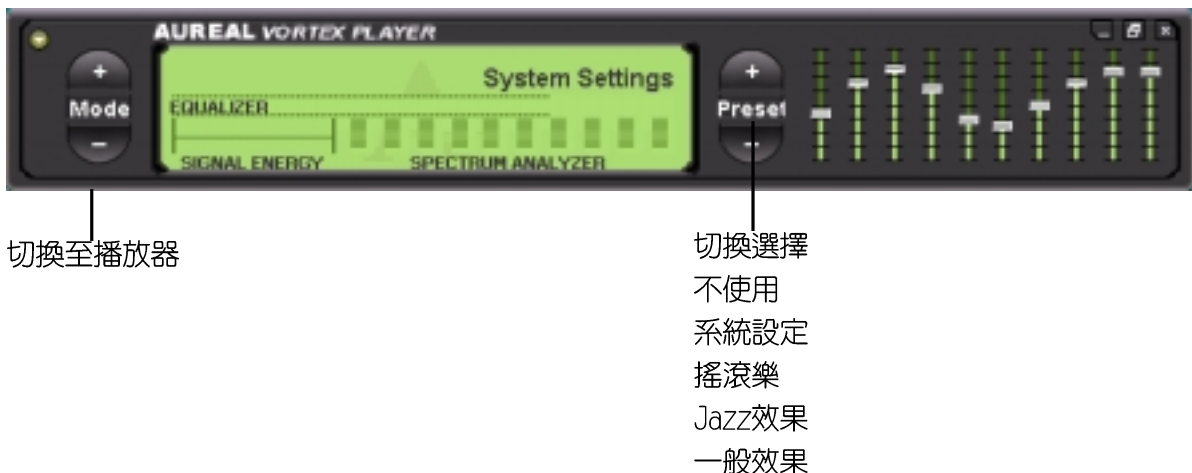 AUREAL VORTEX PLAYER
System Settings
Mode
EQUALIZER
Preset
SIGNAL ENERGY SPECTRUM ANALYZER
切換至播放器
切換選擇
不使用
系統設定
搖滾樂
Jazz效果
一般效果